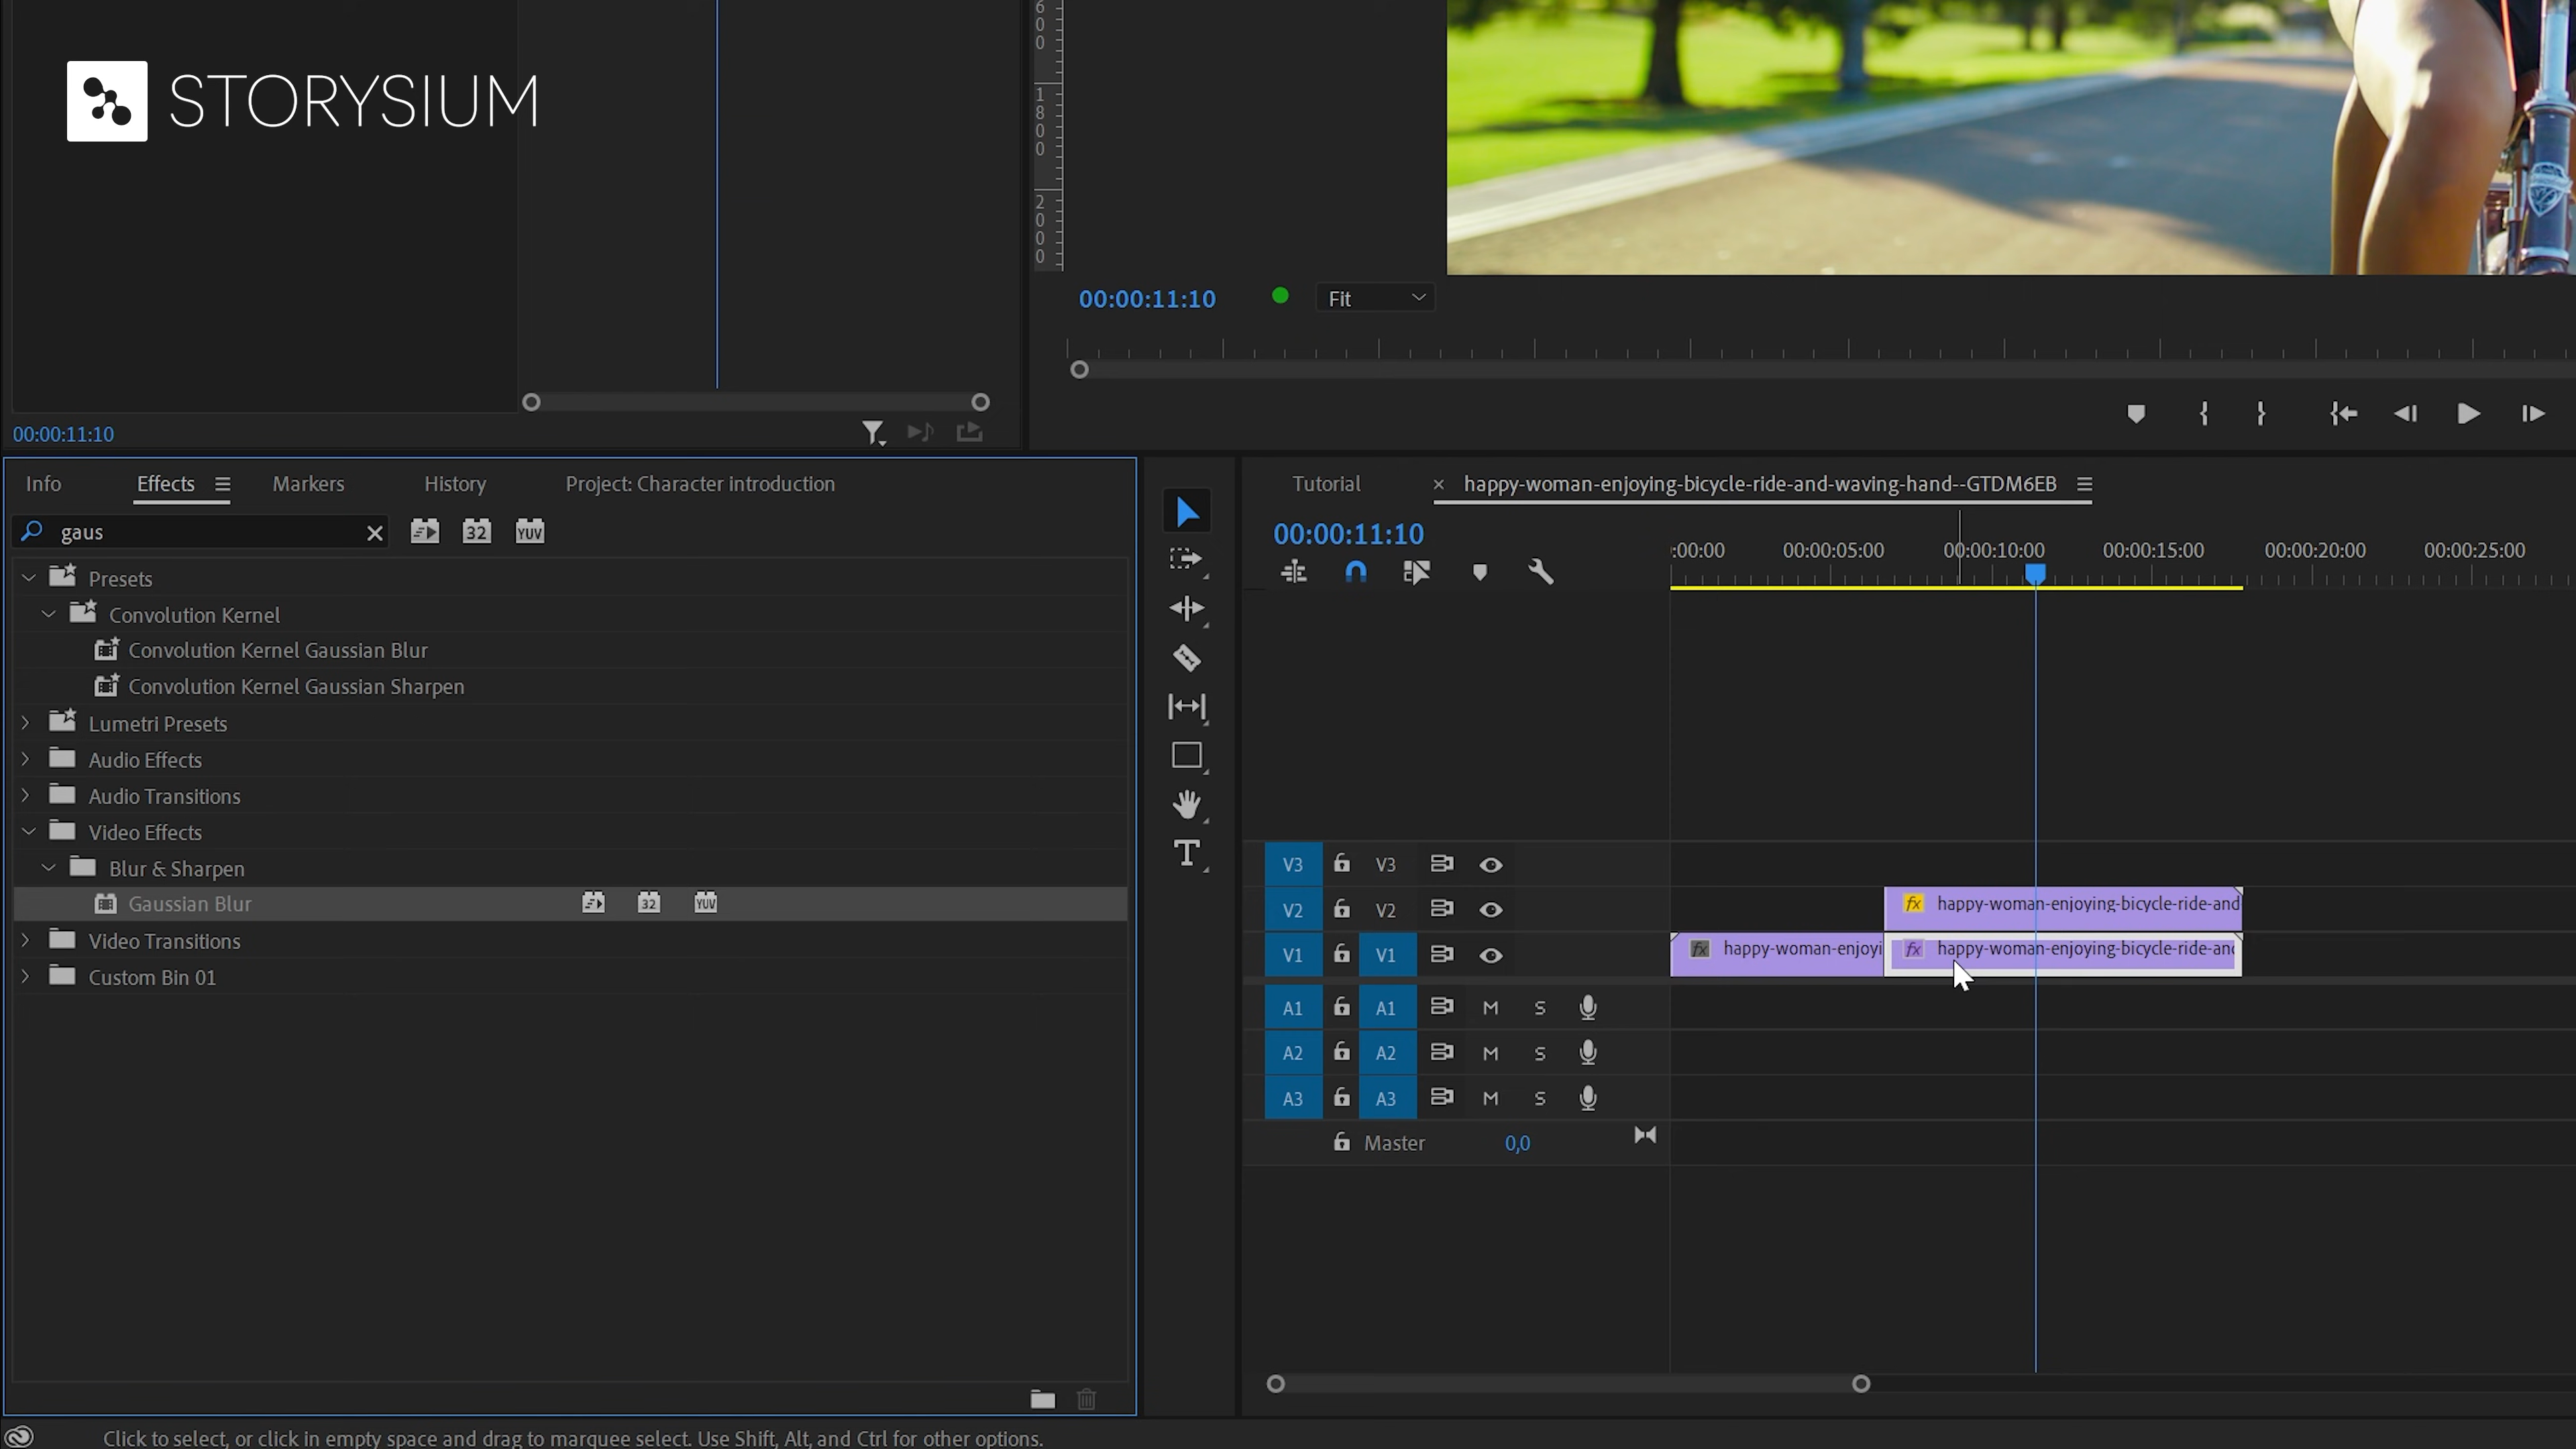 STORYSIUM
600
1800
2000
00:00:11:10
Fit
00:00:11:10
Info
Effects
Markers
History
Project: Character introduction
gaus
32
YUV
Presets
Convolution Kernel
Convolution Kernel Gaussian Blur
Convolution Kernel Gaussian Sharpen
Lumetri Presets
Audio Effects
Audio Transitions
Video Effects
Blur & Sharpen
Gaussian Blur
32
YUV
Video Transitions
Custom Bin 01
Tutorial
× happy-woman-enjoying-bicycle-ride-and-waving-hand--GTDM6EB
00:00:11:10
:00:00
00:00:05:00
00:00:10:00
00:00:15:00
00:00:20:00
00:00:25:00
V3 V3
V2 V2
fx happy-woman-enjoying-bicycle-ride-and
V1 V1
fx happy-woman-enjoyi
fx happy-woman-enjoying-bicycle-ride-and
A1 A1 M S
A2 A2 M S
A3 A3 M S
Master 0,0
Click to select, or click in empty space and drag to marquee select. Use Shift, Alt, and Ctrl for other options.